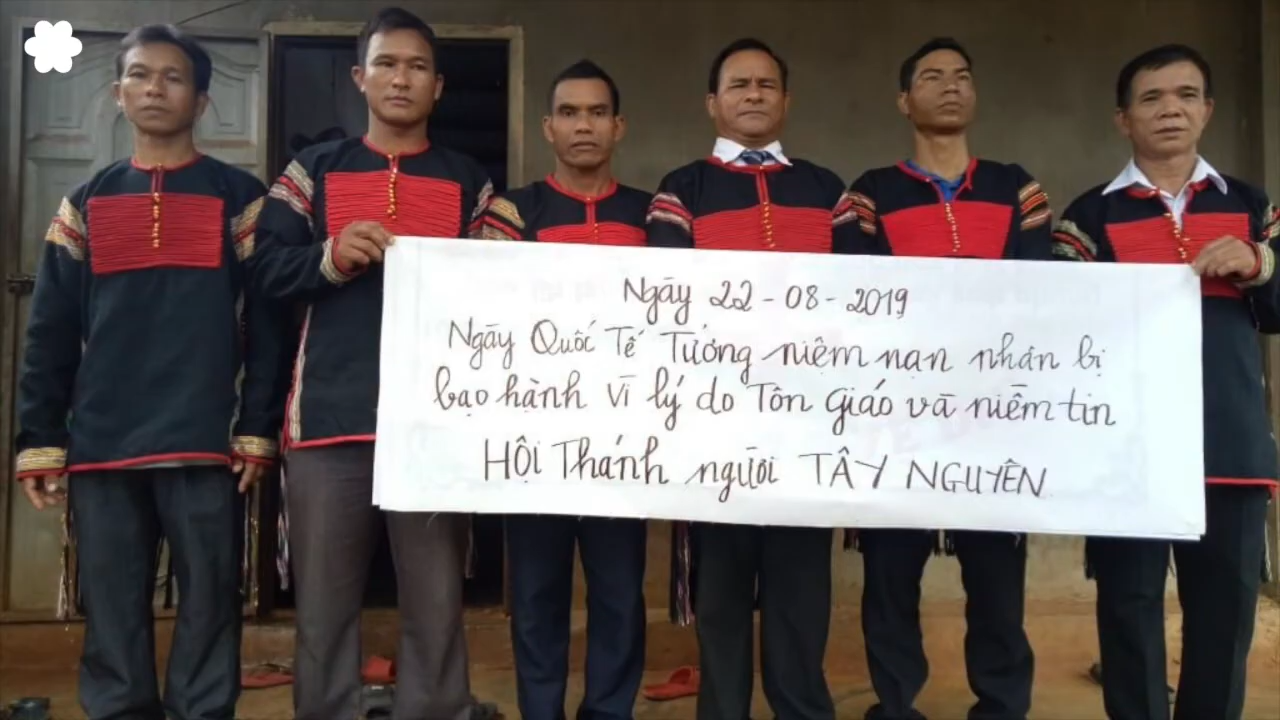 Ngày 22 - 08 - 2019
Ngày Quốc Tế Tưởng niệm nạn nhân bị
bạo hành vì lý do Tôn giáo và niềm tin
HỘI Thánh người TÂY NGUYÊN